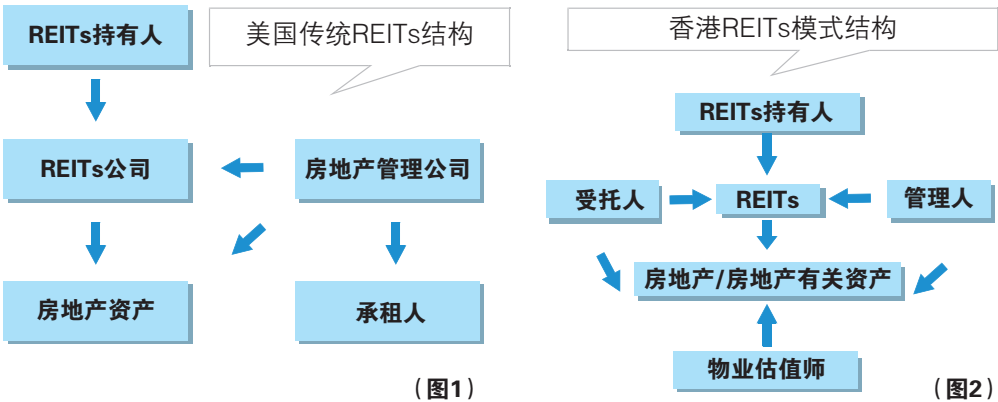 REITs持有人
美国传统REITs结构
REITs公司
房地产管理公司
房地产资产
承租人
（图1）
香港REITs模式结构
REITs持有人
受托人
REITs
管理人
房地产/房地产有关资产
物业估值师
（图2）